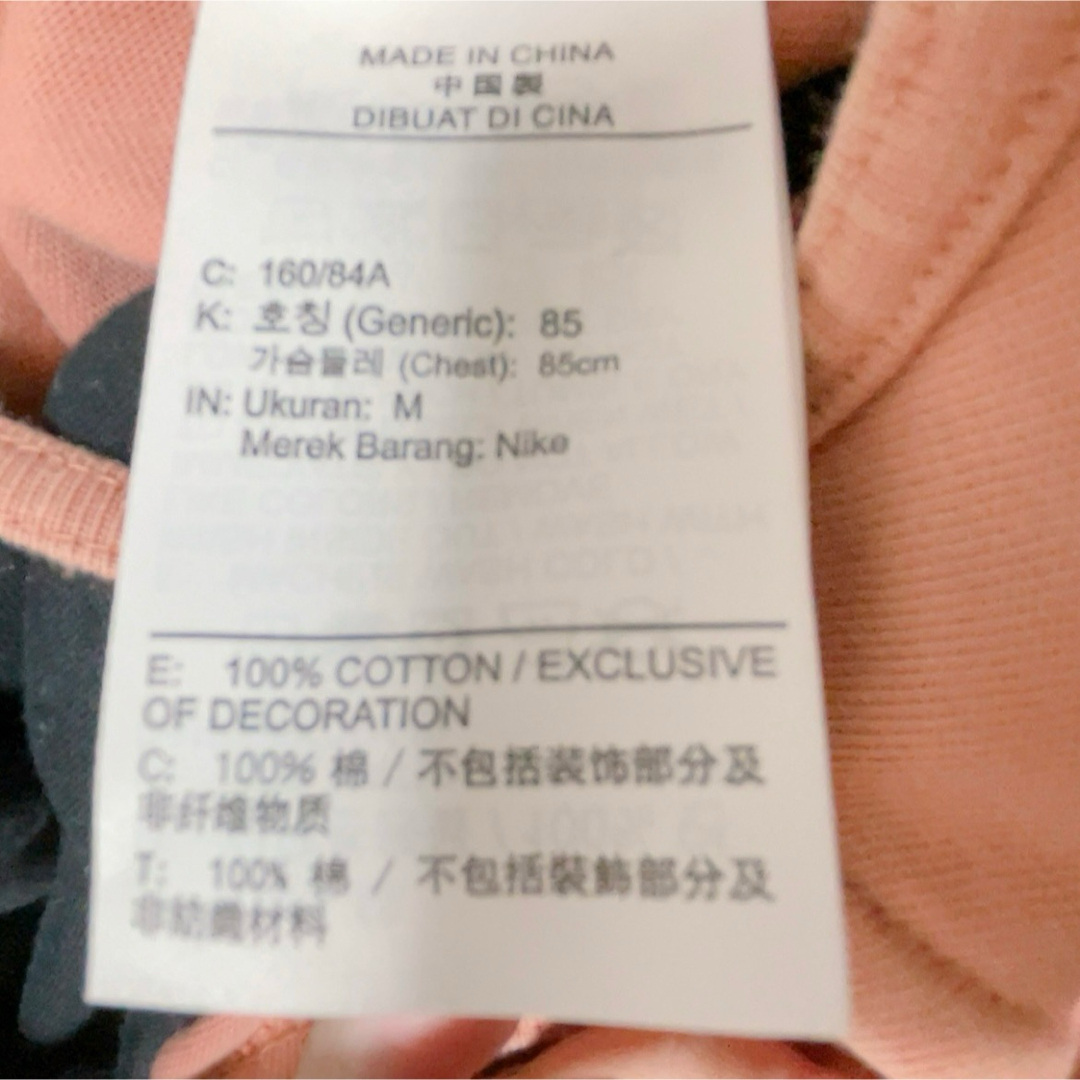 MADE IN CHINA
中国製
DIBUAT DI CINA
C: 160/84A
K: 호칭 (Generic): 85
가슴둘레 (Chest): 85cm
IN: Ukuran: M
Merek Barang: Nike
E: 100% COTTON / EXCLUSIVE
OF DECORATION
C: 100% 棉 / 不包括装饰部分及
非纤维物质
T: 100% 棉 / 不包括裝飾部分及
非紡織材料